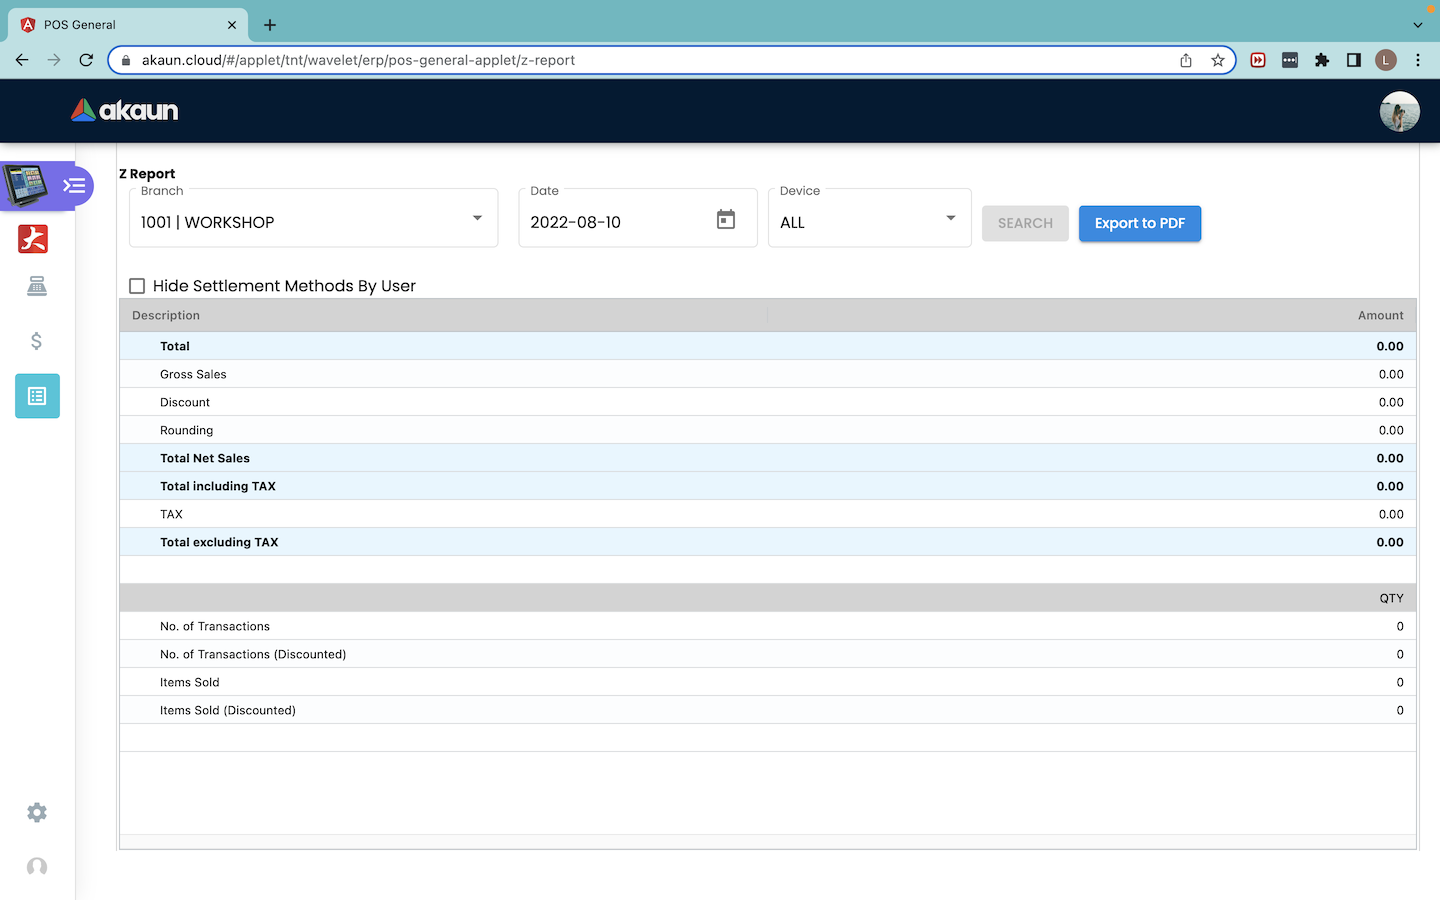 POS General
akaun.cloud/#/applet/tnt/wavelet/erp/pos-general-applet/z-report
L
akaun
Z Report
Branch
1001 | WORKSHOP
Date
2022-08-10
Device
ALL
SEARCH
Export to PDF
Hide Settlement Methods By User
Description Amount
Total 0.00
Gross Sales 0.00
Discount 0.00
Rounding 0.00
Total Net Sales 0.00
Total including TAX 0.00
TAX 0.00
Total excluding TAX 0.00
QTY
No. of Transactions 0
No. of Transactions (Discounted) 0
Items Sold 0
Items Sold (Discounted) 0